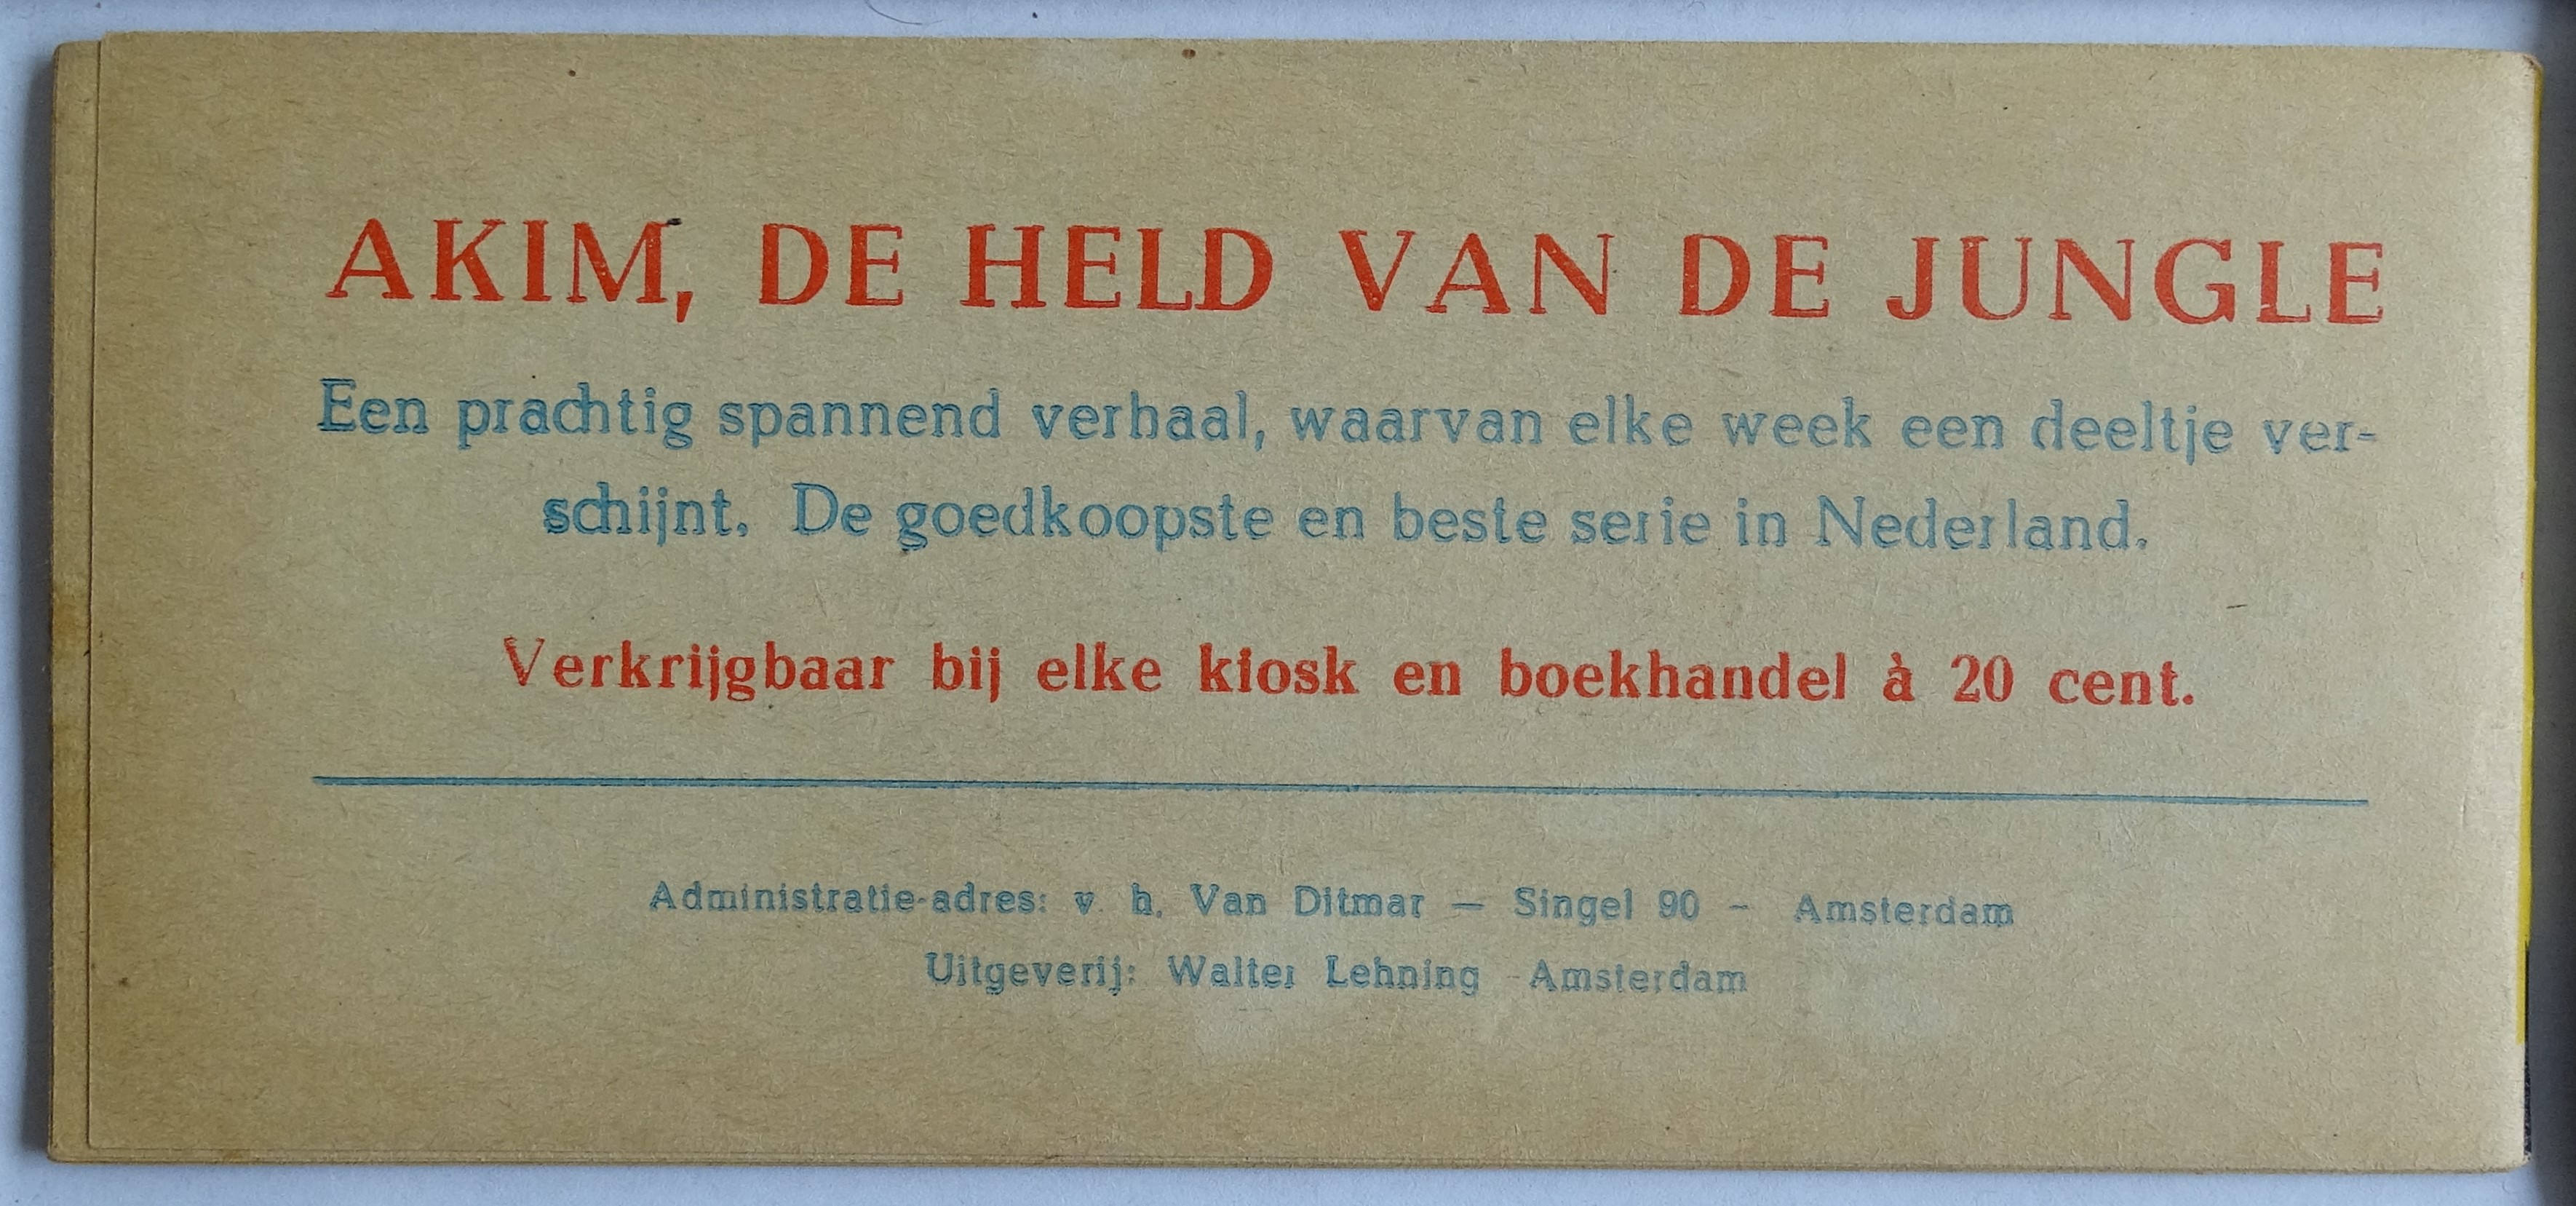 AKIM, DE HELD VAN DE JUNGLE
Een prachtig spannend verhaal, waarvan elke week een deeltje ver-
schijnt. De goedkoopste en beste serie in Nederland.
Verkrijgbaar bij elke kiosk en boekhandel à 20 cent.
Administratie-adres: v. h. Van Ditmar — Singel 90 - Amsterdam
Uitgeverij: Walter Lehning - Amsterdam